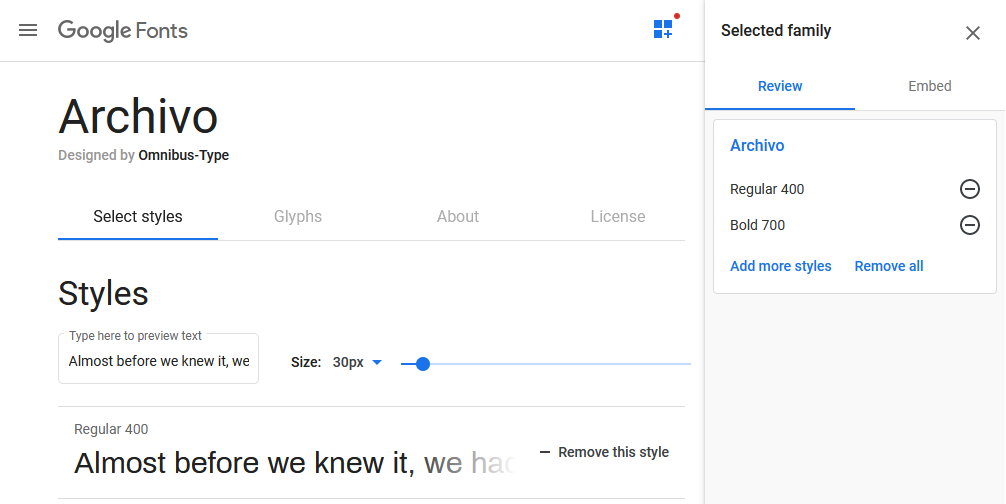 Google Fonts
Archivo
Designed by Omnibus-Type
Select styles Glyphs About License
Styles
Type here to preview text
Almost before we knew it, we
Size: 30px
Regular 400
Almost before we knew it, we had
Remove this style
Selected family
Review Embed
Archivo
Regular 400
Bold 700
Add more styles Remove all